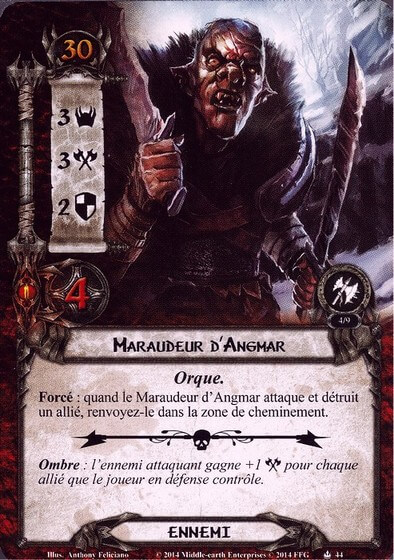 30
3
3
2
4
4/9
Maraudeur d'Angmar
Orque.
Forcé : quand le Maraudeur d'Angmar attaque et détruit
un allié, renvoyez-le dans la zone de cheminement.
Ombre : l'ennemi attaquant gagne +1 pour chaque
allié que le joueur en défense contrôle.
ENNEMI
Illus. Anthony Feliciano © 2014 Middle-earth Enterprises © 2014 FFG 44